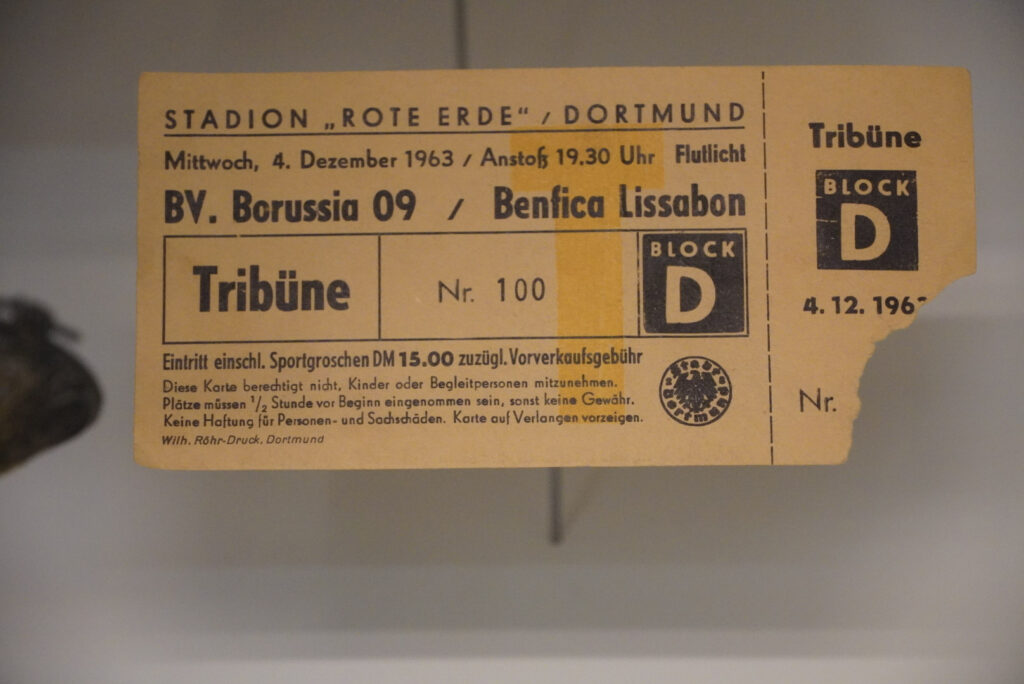 STADION „ROTE ERDE“ / DORTMUND
Mittwoch, 4. Dezember 1963 / Anstoß 19.30 Uhr Flutlicht
BV. Borussia 09 / Benfica Lissabon
Tribüne
Nr. 100
BLOCK
D
Eintritt einschl. Sportgroschen DM 15.00 zuzügl. Vorverkaufsgebühr
Diese Karte berechtigt nicht, Kinder oder Begleitpersonen mitzunehmen.
Plätze müssen ½ Stunde vor Beginn eingenommen sein, sonst keine Gewähr.
Keine Haftung für Personen- und Sachschäden. Karte auf Verlangen vorzeigen.
Wilh. Röhr-Druck, Dortmund
Stadtspk
Dortmund
Tribüne
BLOCK
D
4. 12. 1963
Nr.